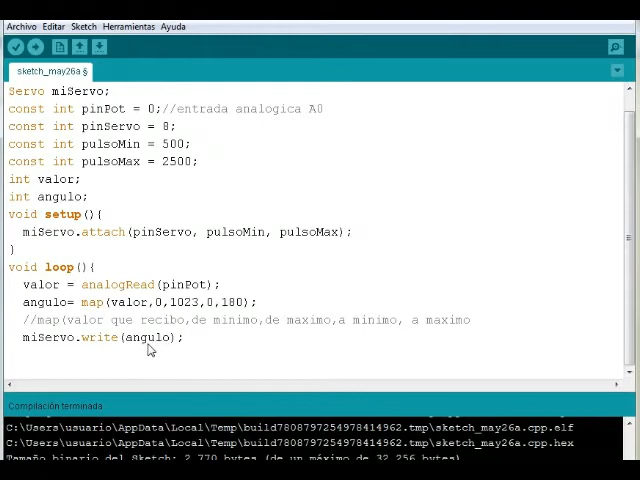 Archivo Editar Sketch Herramientas Ayuda
sketch_may26a §
Servo miServo;
const int pinPot = 0;//entrada analogica A0
const int pinServo = 8;
const int pulsoMin = 500;
const int pulsoMax = 2500;
int valor;
int angulo;
void setup(){
miServo.attach(pinServo, pulsoMin, pulsoMax);
}
void loop(){
valor = analogRead(pinPot);
angulo= map(valor,0,1023,0,180);
//map(valor que recibo,de minimo,de maximo,a minimo, a maximo
miServo.write(angulo);
Compilación terminada
C:\Users\usuario\AppData\Local\Temp\build7808797254978414962.tmp\sketch_may26a.cpp.elf
C:\Users\usuario\AppData\Local\Temp\build7808797254978414962.tmp\sketch_may26a.cpp.hex
Tamaño binario del Sketch: 2.770 bytes (de un máximo de 32.256 bytes)